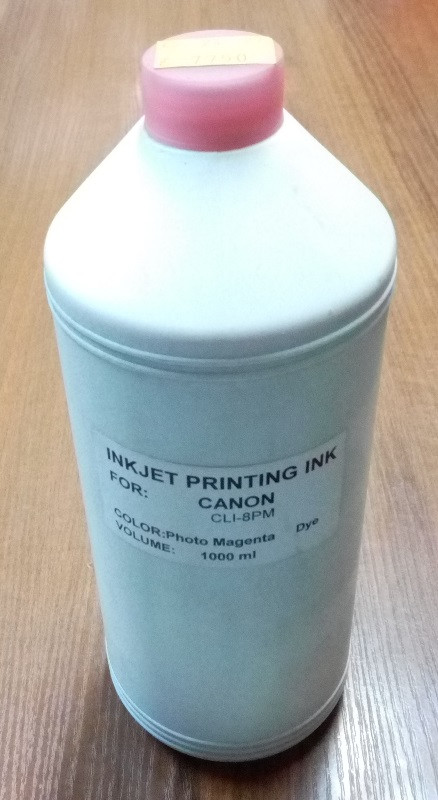 INKJET PRINTING INK
FOR:
CANON
CLI-8PM
COLOR:Photo Magenta Dye
VOLUME: 1000 ml